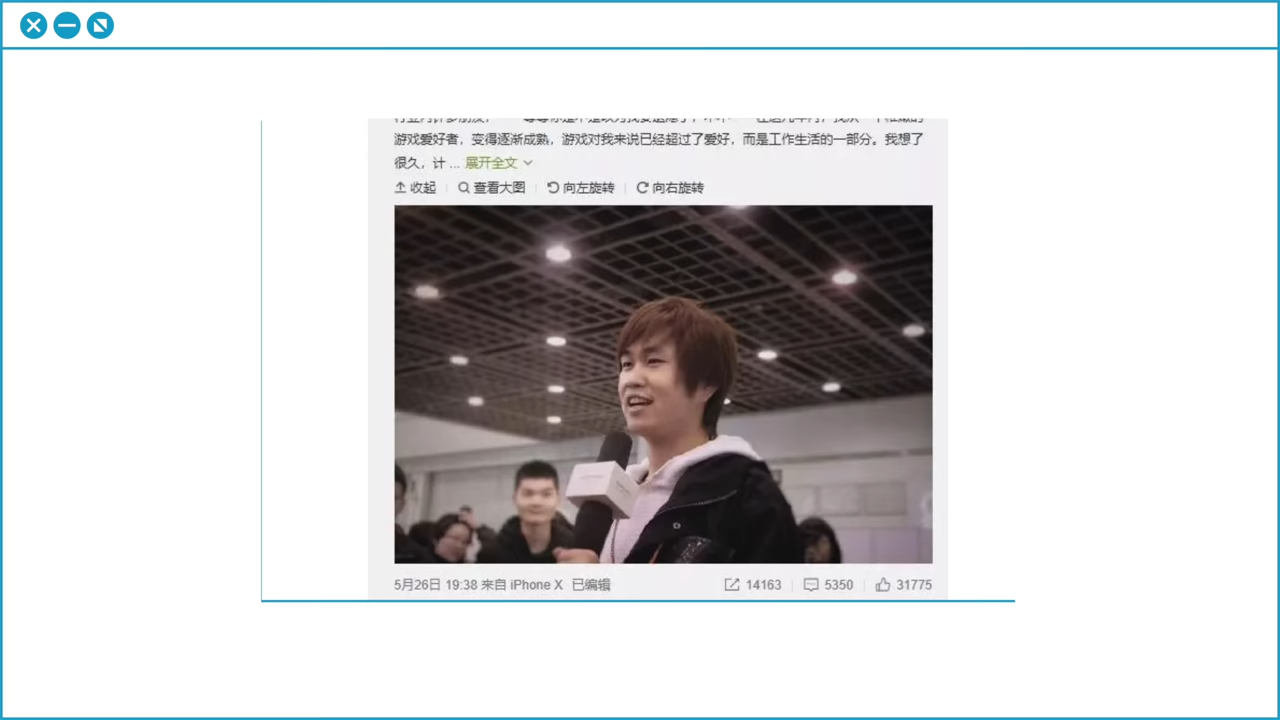 游戏爱好者，变得逐渐成熟，游戏对我来说已经超过了爱好，而是工作生活的一部分。我想了
很久，计 ... 展开全文
收起 查看大图 向左旋转 向右旋转
5月26日 19:38 来自 iPhone X 已编辑 14163 5350 31775